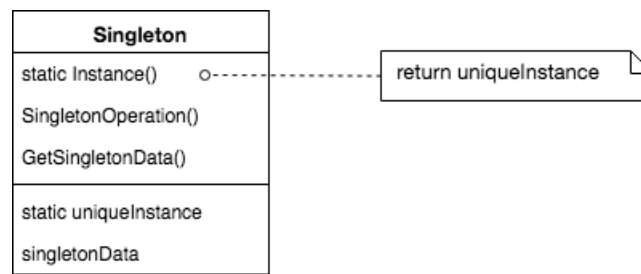 Singleton
static Instance()
return uniqueInstance
SingletonOperation()
GetSingletonData()
static uniqueInstance
singletonData